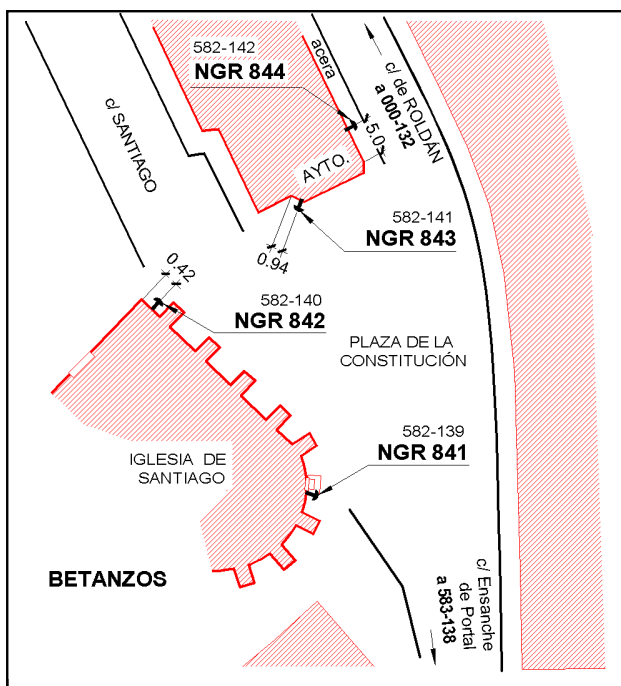 582-142
NGR 844
acera
c/ de ROLDÁN
a 000-132
c/ SANTIAGO
5.0
AYTO.
582-141
NGR 843
0.94
0.42
582-140
NGR 842
PLAZA DE LA
CONSTITUCIÓN
582-139
NGR 841
IGLESIA DE
SANTIAGO
BETANZOS
c/ Ensanche
de Portal
a 583-138